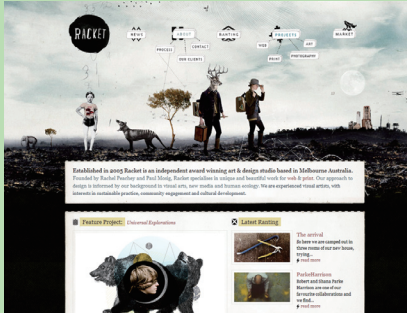 RACKET
NEWS
ABOUT
RANTING
PROJECTS
MARKET
PROCESS
CONTACT
OUR CLIENTS
WEB
ART
PRINT
PHOTOGRAPHY
Established in 2005 Racket is an independent award winning art & design studio based in Melbourne Australia.
Founded by Rachel Peachey and Paul Mosig, Racket specialises in unique and beautiful work for web & print. Our approach to
design is informed by our background in visual arts, new media and human ecology. We are experienced visual artists, with
interests in sustainable practice, community engagement and cultural development.
Feature Project: Universal Explorations
Latest Ranting
The arrival
So here we are camped out in
three rooms of our new house,
trying...
read more
ParkeHarrison
Robert and Shana Parke
Harrison are one of our
favourite collaborations and
we find...
read more